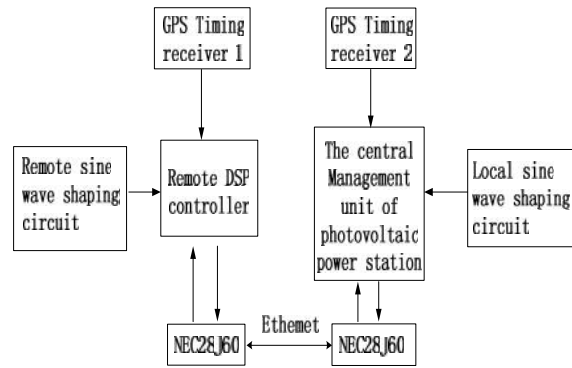 GPS Timing
receiver 1
GPS Timing
receiver 2
Remote sine
wave shaping
circuit
Remote DSP
controller
The central
Management
unit of
photovoltaic
power station
Local sine
wave shaping
circuit
NEC28J60
Ethemet
NEC28J60